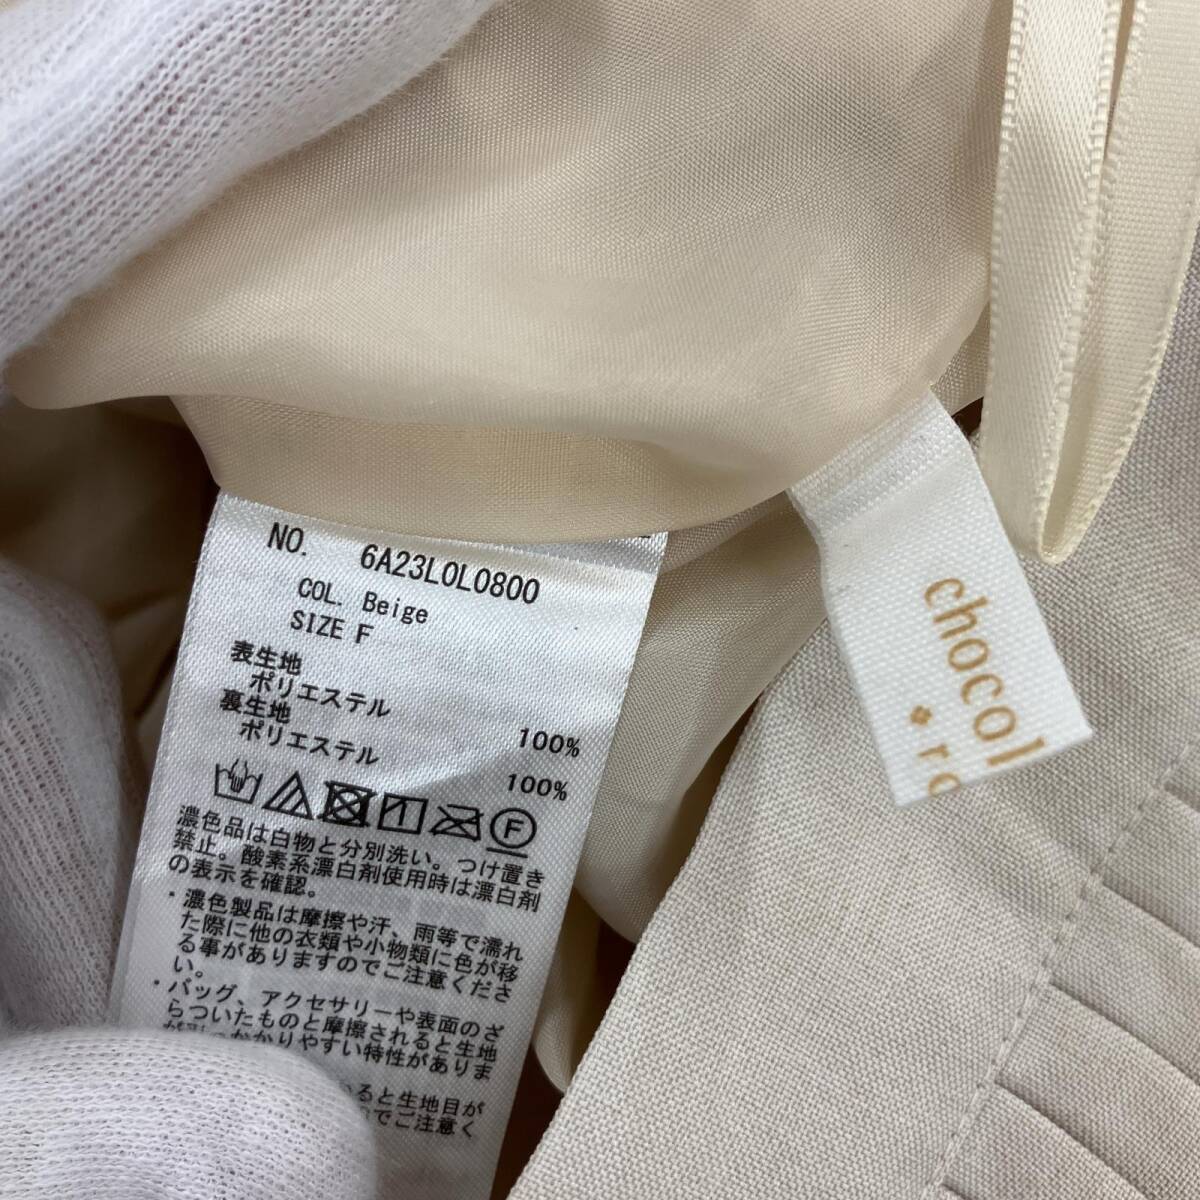 NO. 6A23L0L0800
COL. Beige
SIZE F
表生地
ポリエステル 100%
裏生地
ポリエステル 100%
F
濃色品は白物と分別洗い。つけ置き
禁止。酸素系漂白剤使用時は漂白剤
の表示を確認。
・濃色製品は摩擦や汗、雨等で濡れ
た際に他の衣類や小物類に色が移
る事がありますのでご注意くださ
い。
・バッグ、アクセサリーや表面のざ
らついたものと摩擦されると生地
かかりやすい特性がありま
ると生地目が
でご注意く
chocol